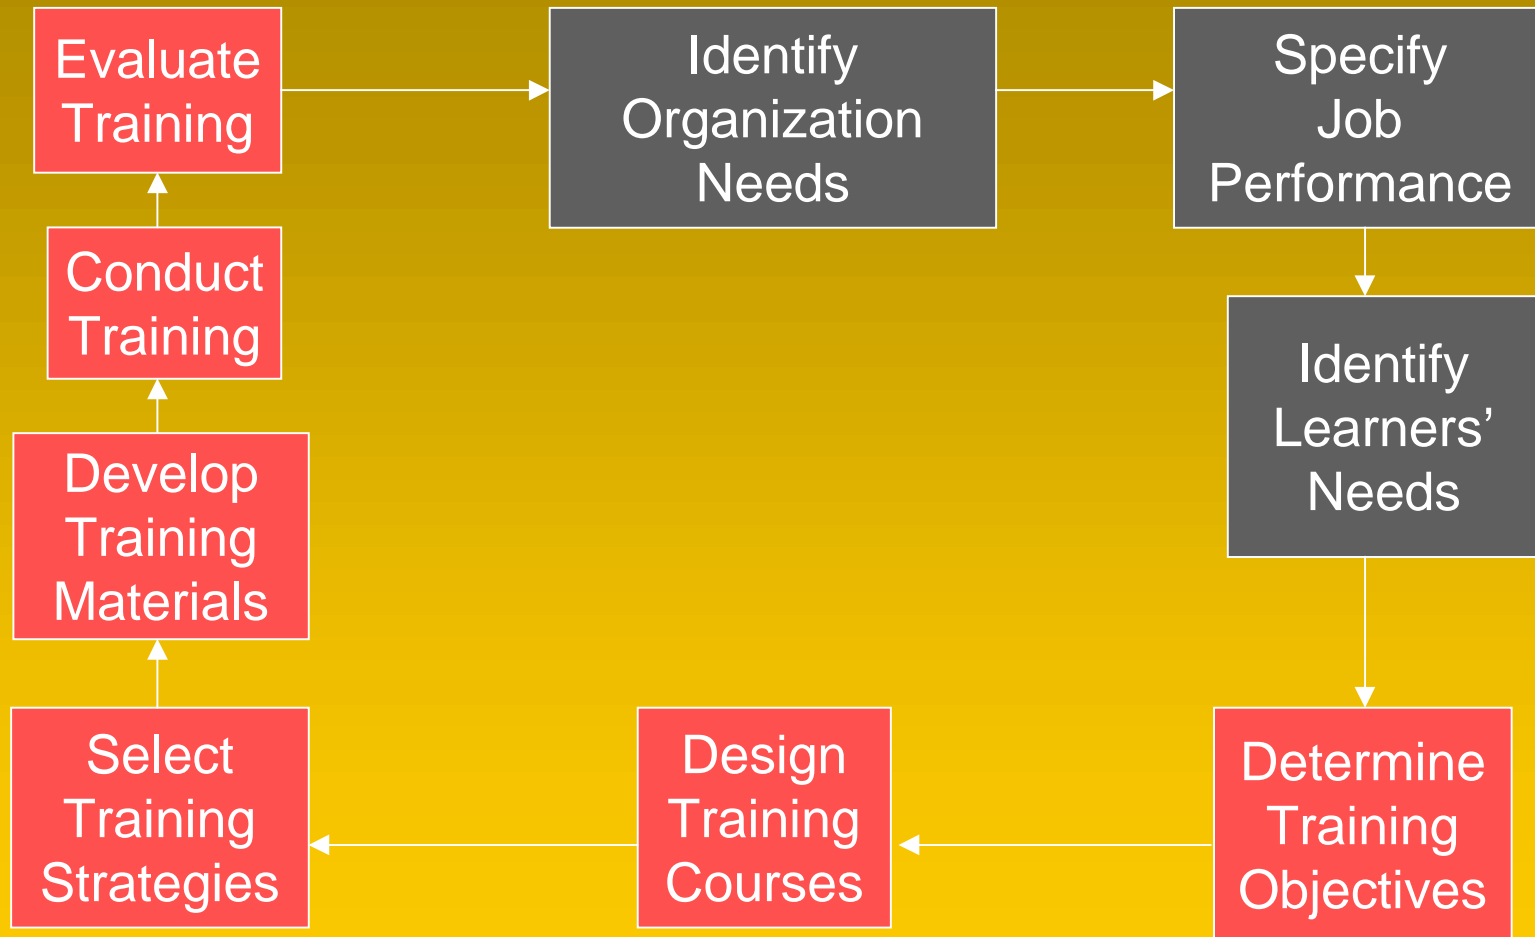 Evaluate
Training
Identify
Organization
Needs
Specify
Job
Performance
Conduct
Training
Identify
Learners’
Needs
Develop
Training
Materials
Select
Training
Strategies
Design
Training
Courses
Determine
Training
Objectives